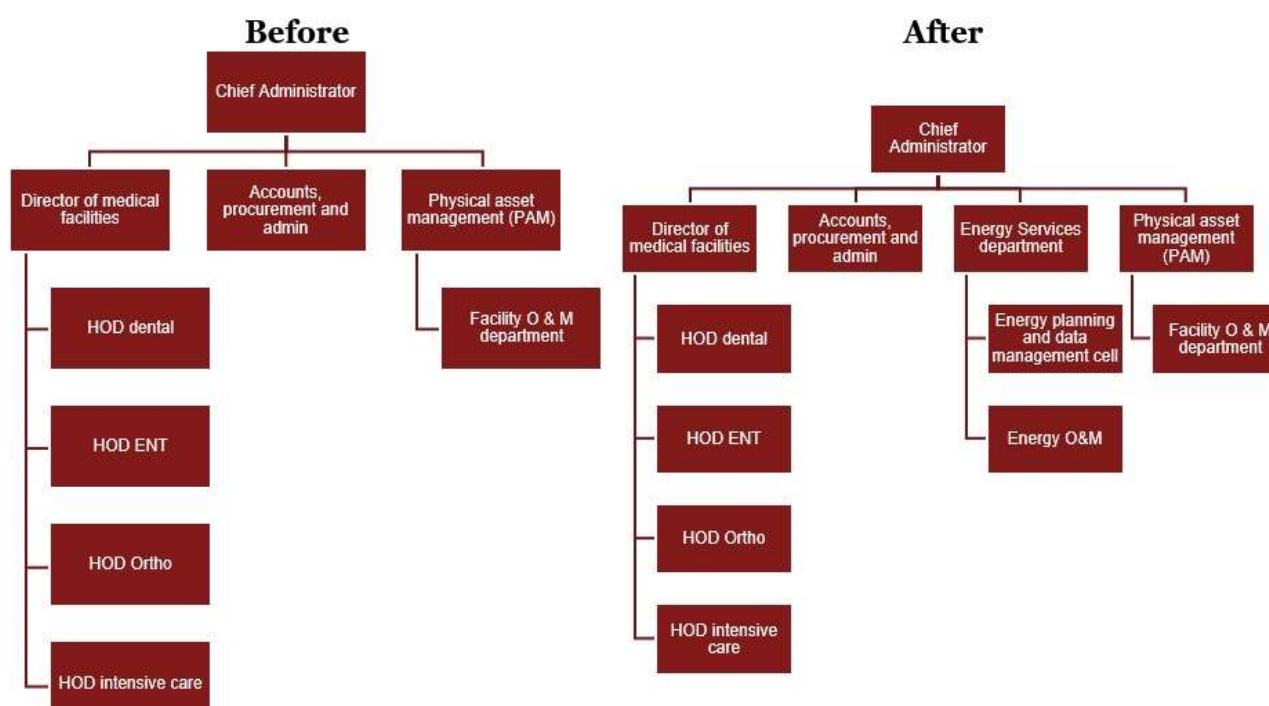 Before
Chief Administrator
Director of medical
facilities
Accounts,
procurement and
admin
Physical asset
management (PAM)
HOD dental
Facility O & M
department
HOD ENT
HOD Ortho
HOD intensive care
After
Chief
Administrator
Director of
medical facilities
Accounts,
procurement and
admin
Energy Services
department
Physical asset
management
(PAM)
HOD dental
Energy planning
and data
management cell
Facility O & M
department
HOD ENT
Energy O&M
HOD Ortho
HOD intensive
care